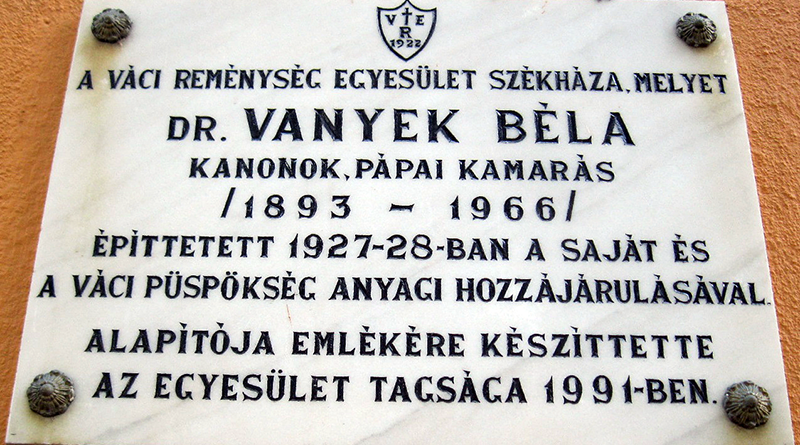 V † E
R
1922
A VÁCI REMÉNYSÉG EGYESÜLET SZÉKHÁZA, MELYET
DR. VANYEK BÉLA
KANONOK, PÁPAI KAMARÁS
/1893 – 1966/
ÉPÍTTETETT 1927-28-BAN A SAJÁT ÉS
A VÁCI PÜSPÖKSÉG ANYAGI HOZZÁJÁRULÁSÁVAL.
ALAPÍTÓJA EMLÉKÉRE KÉSZÍTTETTE
AZ EGYESÜLET TAGSÁGA 1991-BEN.